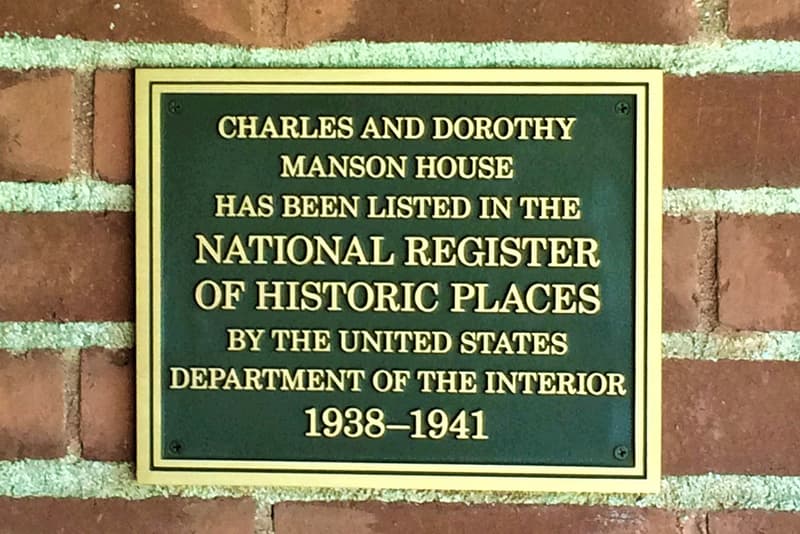 CHARLES AND DOROTHY
MANSON HOUSE
HAS BEEN LISTED IN THE
NATIONAL REGISTER
OF HISTORIC PLACES
BY THE UNITED STATES
DEPARTMENT OF THE INTERIOR
1938–1941